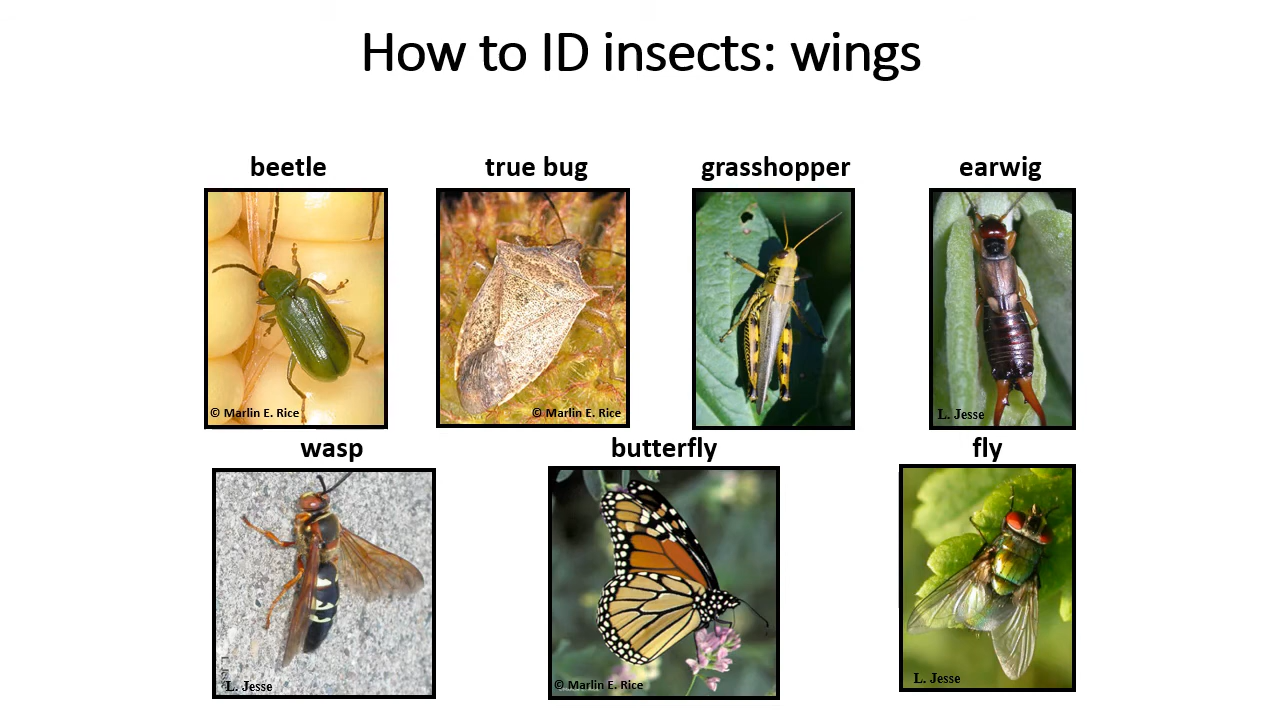 How to ID insects: wings
beetle
true bug
grasshopper
earwig
© Marlin E. Rice
© Marlin E. Rice
L. Jesse
wasp
butterfly
fly
L. Jesse
© Marlin E. Rice
L. Jesse